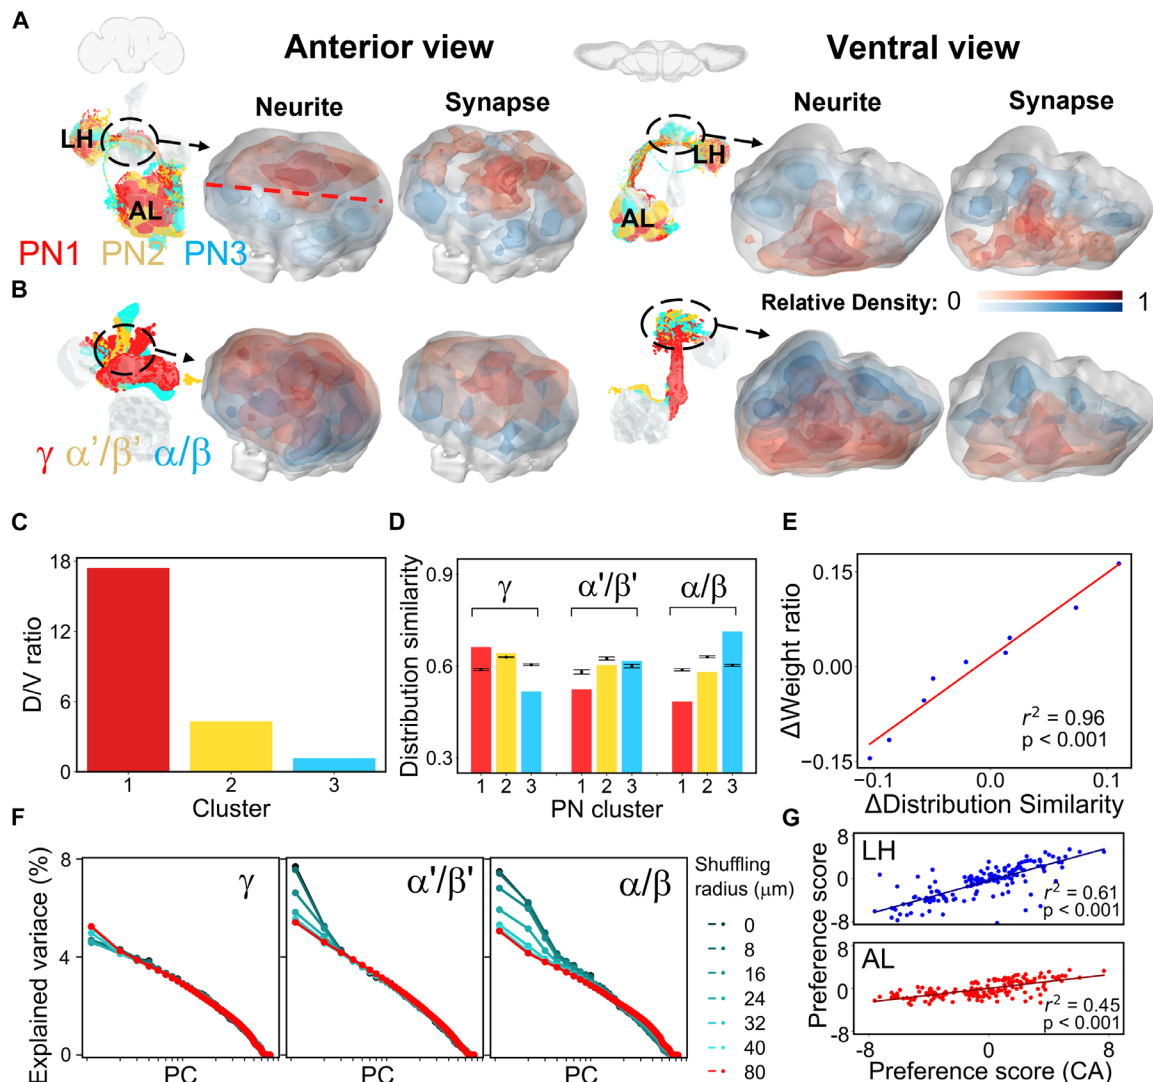 A
Anterior view
Ventral view
Neurite
Synapse
Neurite
Synapse
LH
AL
LH
AL
PN1 PN2 PN3
B
Relative Density: 0 1
γ α'/β' α/β
C
D
E
18
12
6
0
D/V ratio
1 2 3
Cluster
0.9
0.6
0.3
Distribution similarity
γ
α'/β'
α/β
1 2 3 1 2 3 1 2 3
PN cluster
0.15
0.00
−0.15
ΔWeight ratio
r² = 0.96
p < 0.001
−0.1 0.0 0.1
ΔDistribution Similarity
F
8
4
0
Explained variace (%)
γ
α'/β'
α/β
PC PC PC
Shuffling
radius (μm)
0
8
16
24
32
40
80
G
8
0
-8
Preference score
LH
r² = 0.61
p < 0.001
8
0
-8
Preference score
AL
r² = 0.45
p < 0.001
-8 0 8
Preference score (CA)